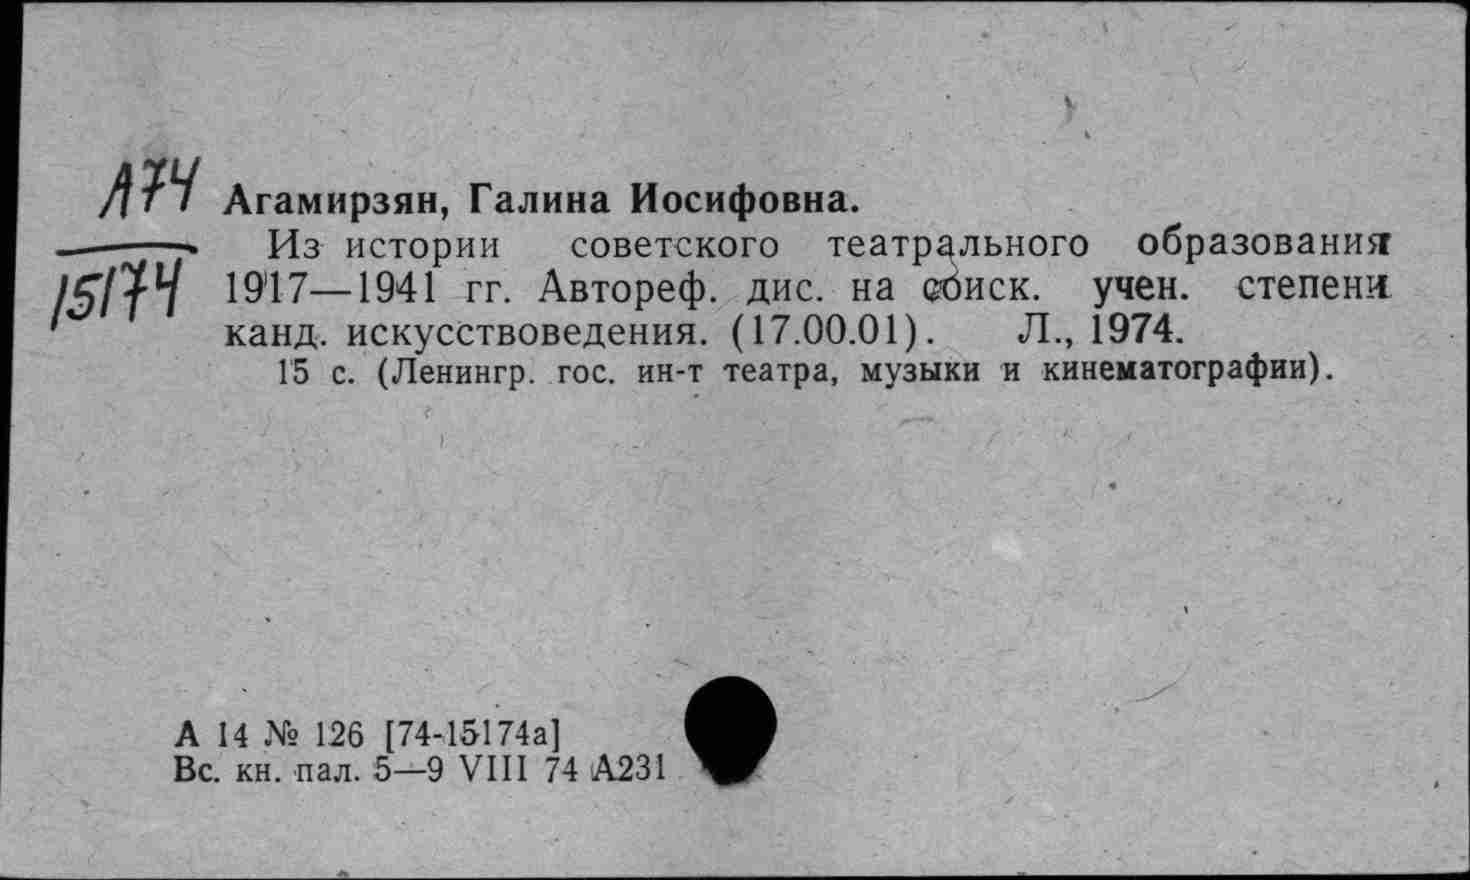 А74
15174
Агамирзян, Галина Иосифовна.
Из истории советского театрального образования
1917—1941 гг. Автореф. дис. на соиск. учен. степени
канд. искусствоведения. (17.00.01). Л., 1974.
15 с. (Ленингр. гос. ин-т театра, музыки и кинематографии).
А 14 № 126 [74-15174а]
Вс. кн. пал. 5—9 VIII 74 А231